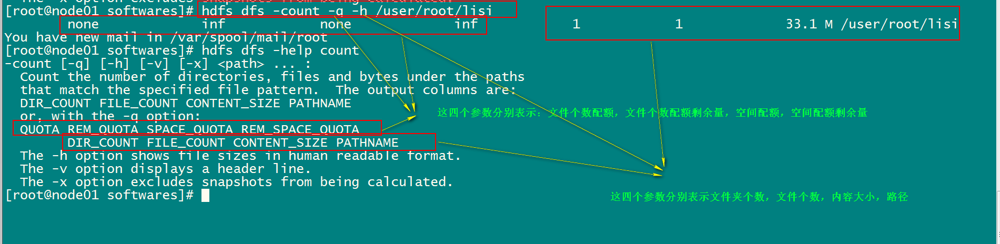 [root@node01 softwares]# hdfs dfs -count -q -h /user/root/lisi
none inf none inf 1 1 33.1 M /user/root/lisi
You have new mail in /var/spool/mail/root
[root@node01 softwares]# hdfs dfs -help count
-count [-q] [-h] [-v] [-x] <path> ... :
Count the number of directories, files and bytes under the paths
that match the specified file pattern.  The output columns are:
DIR_COUNT FILE_COUNT CONTENT_SIZE PATHNAME
or, with the -q option:
这四个参数分别表示：文件个数配额，文件个数配额剩余量，空间配额，空间配额剩余量
QUOTA REM_QUOTA SPACE_QUOTA REM_SPACE_QUOTA
DIR_COUNT FILE_COUNT CONTENT_SIZE PATHNAME
The -h option shows file sizes in human readable format.
The -v option displays a header line.
The -x option excludes snapshots from being calculated.
[root@node01 softwares]#
这四个参数分别表示文件夹个数，文件个数，内容大小，路径